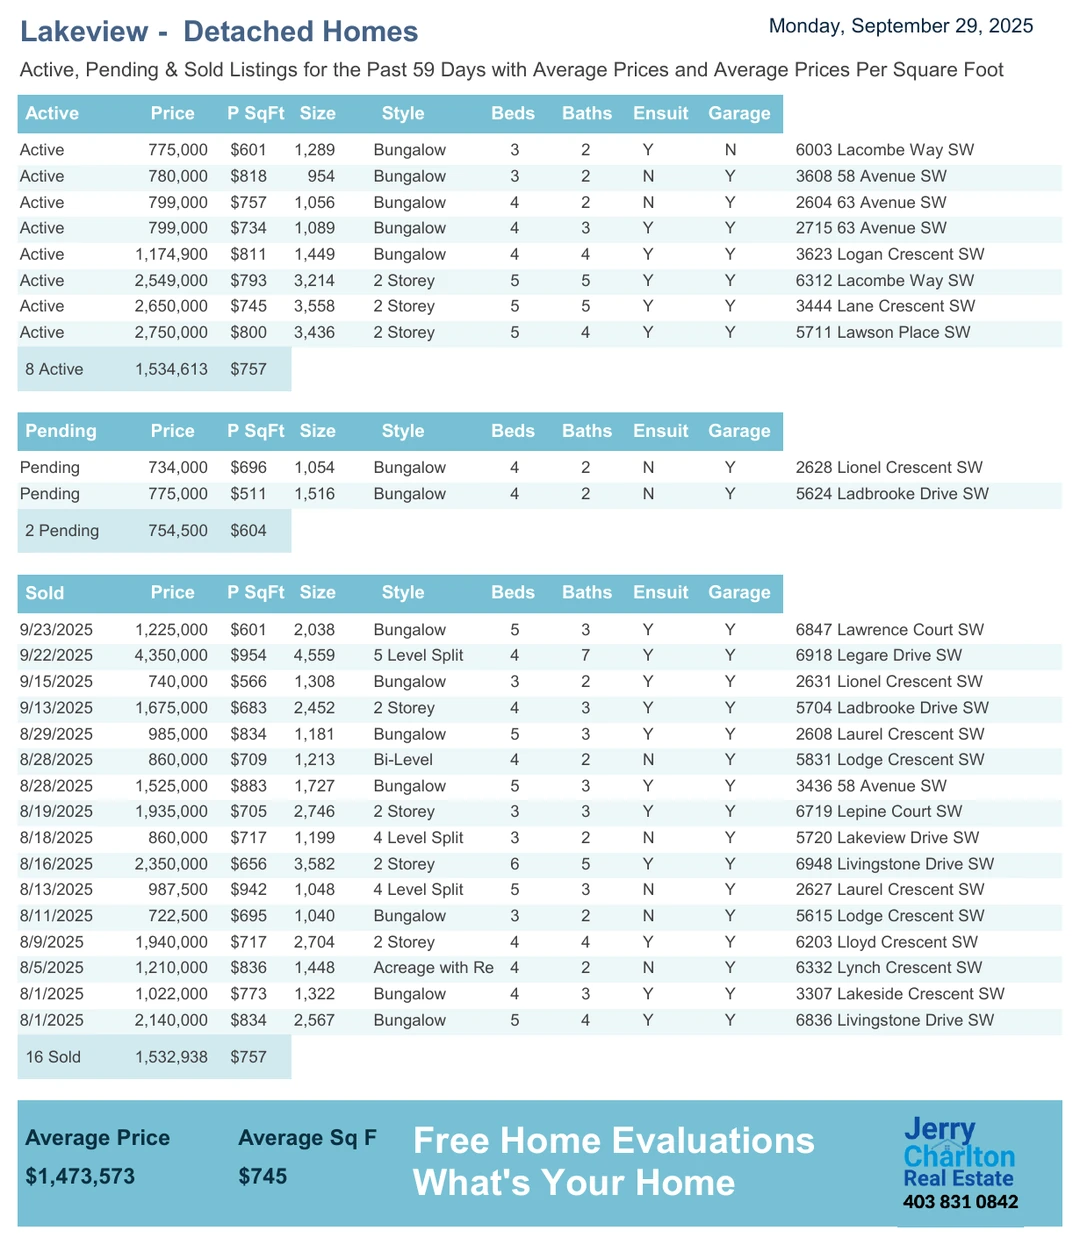 Lakeview - Detached Homes
Monday, September 29, 2025
Active, Pending & Sold Listings for the Past 59 Days with Average Prices and Average Prices Per Square Foot
Active Price P SqFt Size Style Beds Baths Ensuit Garage
Active 775,000 $601 1,289 Bungalow 3 2 Y N 6003 Lacombe Way SW
Active 780,000 $818 954 Bungalow 3 2 N Y 3608 58 Avenue SW
Active 799,000 $757 1,056 Bungalow 4 2 N Y 2604 63 Avenue SW
Active 799,000 $734 1,089 Bungalow 4 3 Y Y 2715 63 Avenue SW
Active 1,174,900 $811 1,449 Bungalow 4 4 Y Y 3623 Logan Crescent SW
Active 2,549,000 $793 3,214 2 Storey 5 5 Y Y 6312 Lacombe Way SW
Active 2,650,000 $745 3,558 2 Storey 5 5 Y Y 3444 Lane Crescent SW
Active 2,750,000 $800 3,436 2 Storey 5 4 Y Y 5711 Lawson Place SW
8 Active 1,534,613 $757
Pending Price P SqFt Size Style Beds Baths Ensuit Garage
Pending 734,000 $696 1,054 Bungalow 4 2 N Y 2628 Lionel Crescent SW
Pending 775,000 $511 1,516 Bungalow 4 2 N Y 5624 Ladbrooke Drive SW
2 Pending 754,500 $604
Sold Price P SqFt Size Style Beds Baths Ensuit Garage
9/23/2025 1,225,000 $601 2,038 Bungalow 5 3 Y Y 6847 Lawrence Court SW
9/22/2025 4,350,000 $954 4,559 5 Level Split 4 7 Y Y 6918 Legare Drive SW
9/15/2025 740,000 $566 1,308 Bungalow 3 2 Y Y 2631 Lionel Crescent SW
9/13/2025 1,675,000 $683 2,452 2 Storey 4 3 Y Y 5704 Ladbrooke Drive SW
8/29/2025 985,000 $834 1,181 Bungalow 5 3 Y Y 2608 Laurel Crescent SW
8/28/2025 860,000 $709 1,213 Bi-Level 4 2 N Y 5831 Lodge Crescent SW
8/28/2025 1,525,000 $883 1,727 Bungalow 5 3 Y Y 3436 58 Avenue SW
8/19/2025 1,935,000 $705 2,746 2 Storey 3 3 Y Y 6719 Lepine Court SW
8/18/2025 860,000 $717 1,199 4 Level Split 3 2 N Y 5720 Lakeview Drive SW
8/16/2025 2,350,000 $656 3,582 2 Storey 6 5 Y Y 6948 Livingstone Drive SW
8/13/2025 987,500 $942 1,048 4 Level Split 5 3 N Y 2627 Laurel Crescent SW
8/11/2025 722,500 $695 1,040 Bungalow 3 2 N Y 5615 Lodge Crescent SW
8/9/2025 1,940,000 $717 2,704 2 Storey 4 4 Y Y 6203 Lloyd Crescent SW
8/5/2025 1,210,000 $836 1,448 Acreage with Re 4 2 N Y 6332 Lynch Crescent SW
8/1/2025 1,022,000 $773 1,322 Bungalow 4 3 Y Y 3307 Lakeside Crescent SW
8/1/2025 2,140,000 $834 2,567 Bungalow 5 4 Y Y 6836 Livingstone Drive SW
16 Sold 1,532,938 $757
Average Price Average Sq F
$1,473,573 $745
Free Home Evaluations
What's Your Home
Jerry
Charlton
Real Estate
403 831 0842